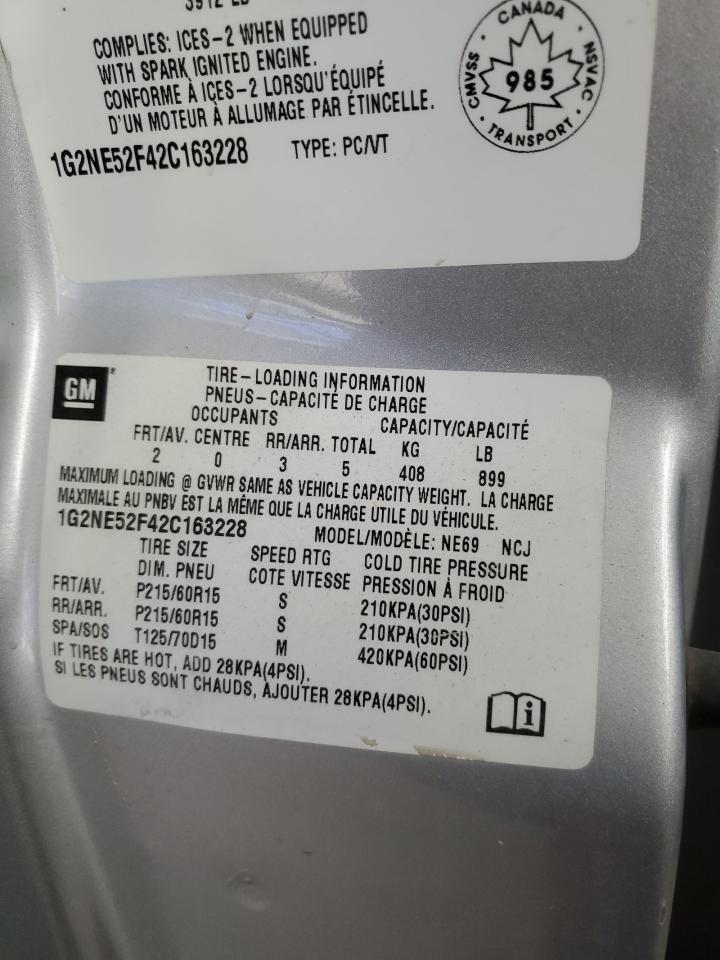 3912 LB
COMPLIES: ICES-2 WHEN EQUIPPED
WITH SPARK IGNITED ENGINE.
CONFORME À ICES-2 LORSQU'ÉQUIPÉ
D'UN MOTEUR À ALLUMAGE PAR ÉTINCELLE.
1G2NE52F42C163228 TYPE: PC/VT
CANADA
CMVSS 985 NSVAC
TRANSPORT
GM
TIRE-LOADING INFORMATION
PNEUS-CAPACITÉ DE CHARGE
OCCUPANTS CAPACITY/CAPACITÉ
FRT/AV. CENTRE RR/ARR. TOTAL KG LB
2 0 3 5 408 899
MAXIMUM LOADING @ GVWR SAME AS VEHICLE CAPACITY WEIGHT. LA CHARGE
MAXIMALE AU PNBV EST LA MÊME QUE LA CHARGE UTILE DU VÉHICULE.
1G2NE52F42C163228 MODEL/MODÈLE: NE69 NCJ
TIRE SIZE SPEED RTG COLD TIRE PRESSURE
DIM. PNEU COTE VITESSE PRESSION À FROID
FRT/AV. P215/60R15 S 210KPA(30PSI)
RR/ARR. P215/60R15 S 210KPA(30PSI)
SPA/SOS T125/70D15 M 420KPA(60PSI)
IF TIRES ARE HOT, ADD 28KPA(4PSI).
SI LES PNEUS SONT CHAUDS, AJOUTER 28KPA(4PSI).
i